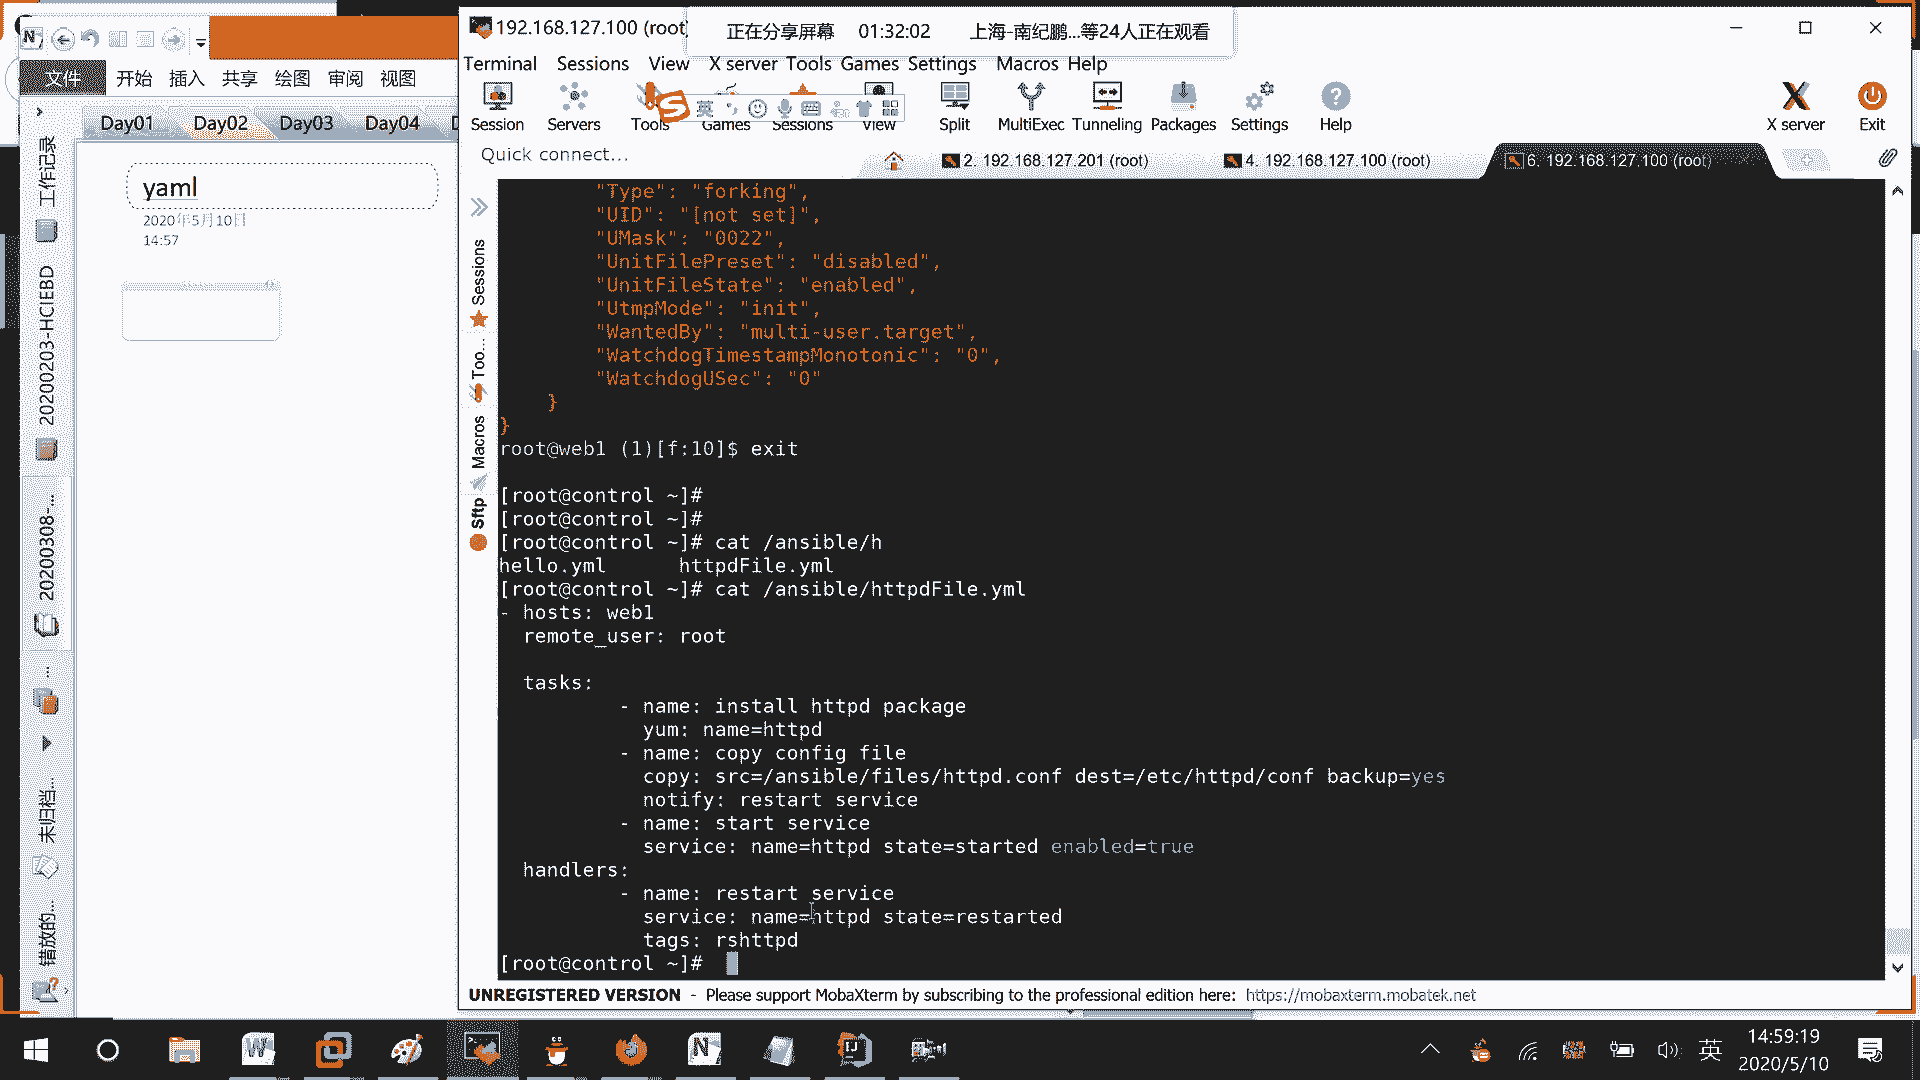 192.168.127.100 (root)
正在分享屏幕 01:32:02 上海-南纪鹏...等24人正在观看
文件 开始 插入 共享 绘图 审阅 视图
Terminal Sessions View X server Tools Games Settings Macros Help
Session Servers Tools Games Sessions View Split MultiExec Tunneling Packages Settings Help
X server Exit
英
Day01 Day02 Day03 Day04
Quick connect...
2. 192.168.127.201 (root)
4. 192.168.127.100 (root)
6. 192.168.127.100 (root)
工作记录
20200203-HCIEBD
20200308-...
未归档...
错放的...
yaml
2020年5月10日
14:57
Sessions
Too...
Macros
Sftp
"Type": "forking",
"UID": "[not set]",
"UMask": "0022",
"UnitFilePreset": "disabled",
"UnitFileState": "enabled",
"UtmpMode": "init",
"WantedBy": "multi-user.target",
"WatchdogTimestampMonotonic": "0",
"WatchdogUSec": "0"
}
}
root@web1 (1)[f:10]$ exit
[root@control ~]#
[root@control ~]#
[root@control ~]# cat /ansible/h
hello.yml httpdFile.yml
[root@control ~]# cat /ansible/httpdFile.yml
- hosts: web1
remote_user: root
tasks:
- name: install httpd package
yum: name=httpd
- name: copy config file
copy: src=/ansible/files/httpd.conf dest=/etc/httpd/conf backup=yes
notify: restart service
- name: start service
service: name=httpd state=started enabled=true
handlers:
- name: restart service
service: name=httpd state=restarted
tags: rshttpd
[root@control ~]#
UNREGISTERED VERSION - Please support MobaXterm by subscribing to the professional edition here: https://mobaxterm.mobatek.net
英
14:59:19
2020/5/10